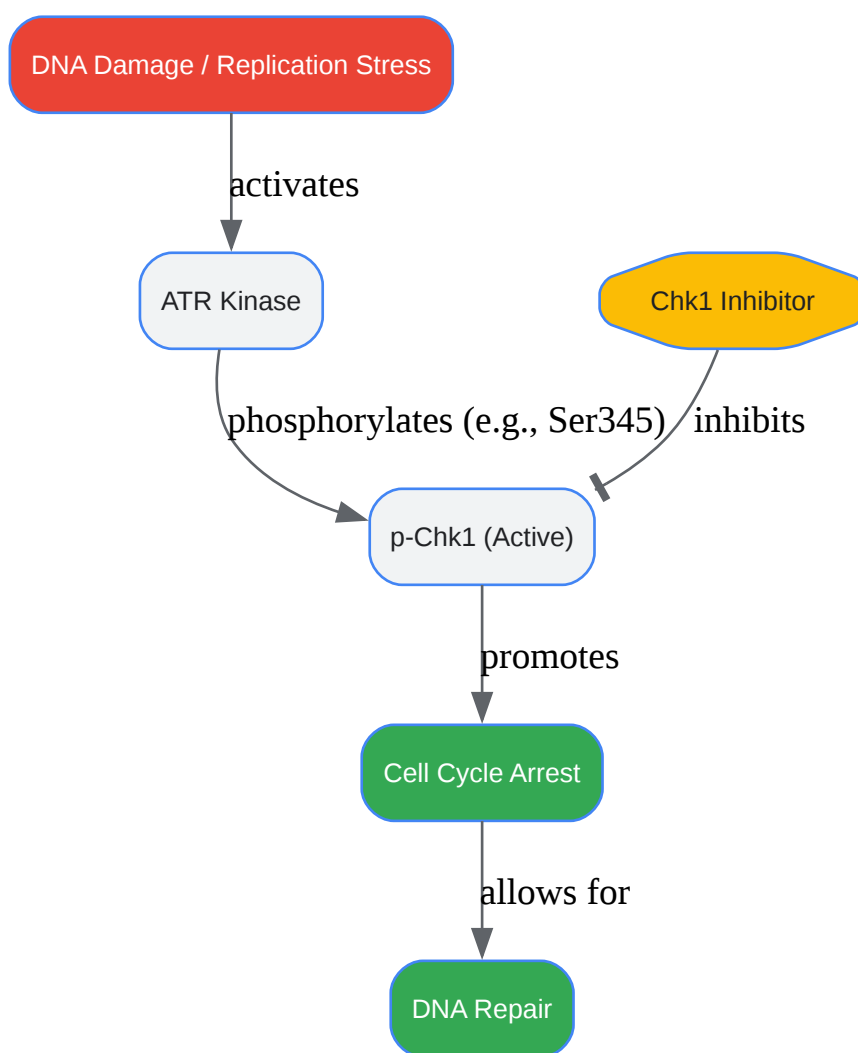 DNA Damage / Replication Stress
activates
ATR Kinase
Chk1 Inhibitor
phosphorylates (e.g., Ser345)
inhibits
p-Chk1 (Active)
promotes
Cell Cycle Arrest
allows for
DNA Repair